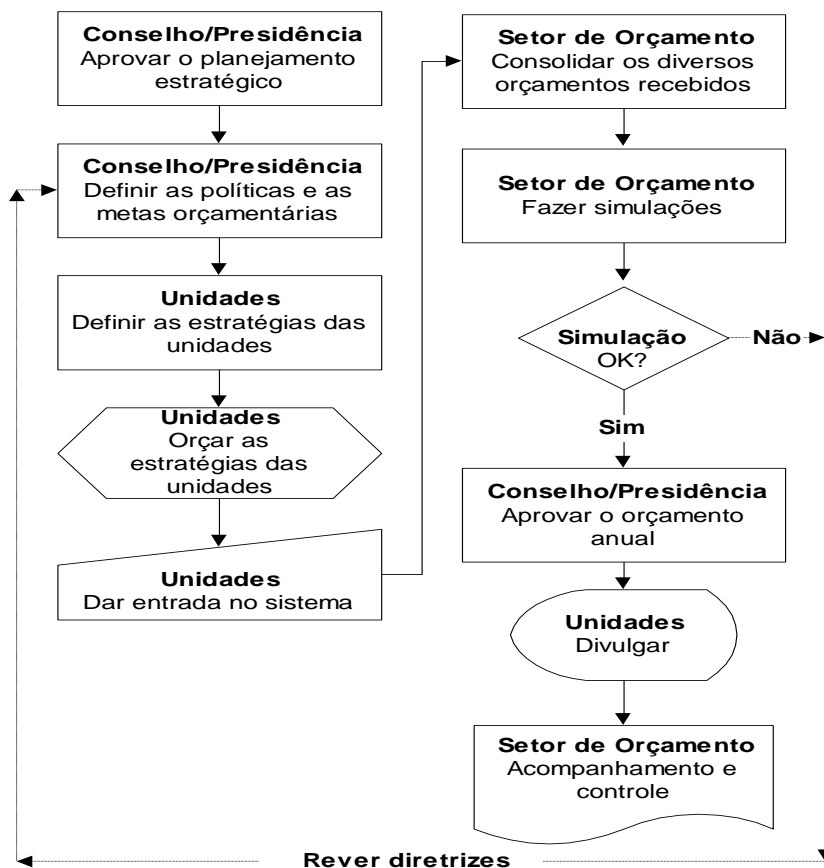 Conselho/Presidência
Aprovar o planejamento
estratégico
Conselho/Presidência
Definir as políticas e as
metas orçamentárias
Unidades
Definir as estratégias das
unidades
Unidades
Orçar as
estratégias das
unidades
Unidades
Dar entrada no sistema
Setor de Orçamento
Consolidar os diversos
orçamentos recebidos
Setor de Orçamento
Fazer simulações
Simulação
OK?
Não
Sim
Conselho/Presidência
Aprovar o orçamento
anual
Unidades
Divulgar
Setor de Orçamento
Acompanhamento e
controle
Rever diretrizes